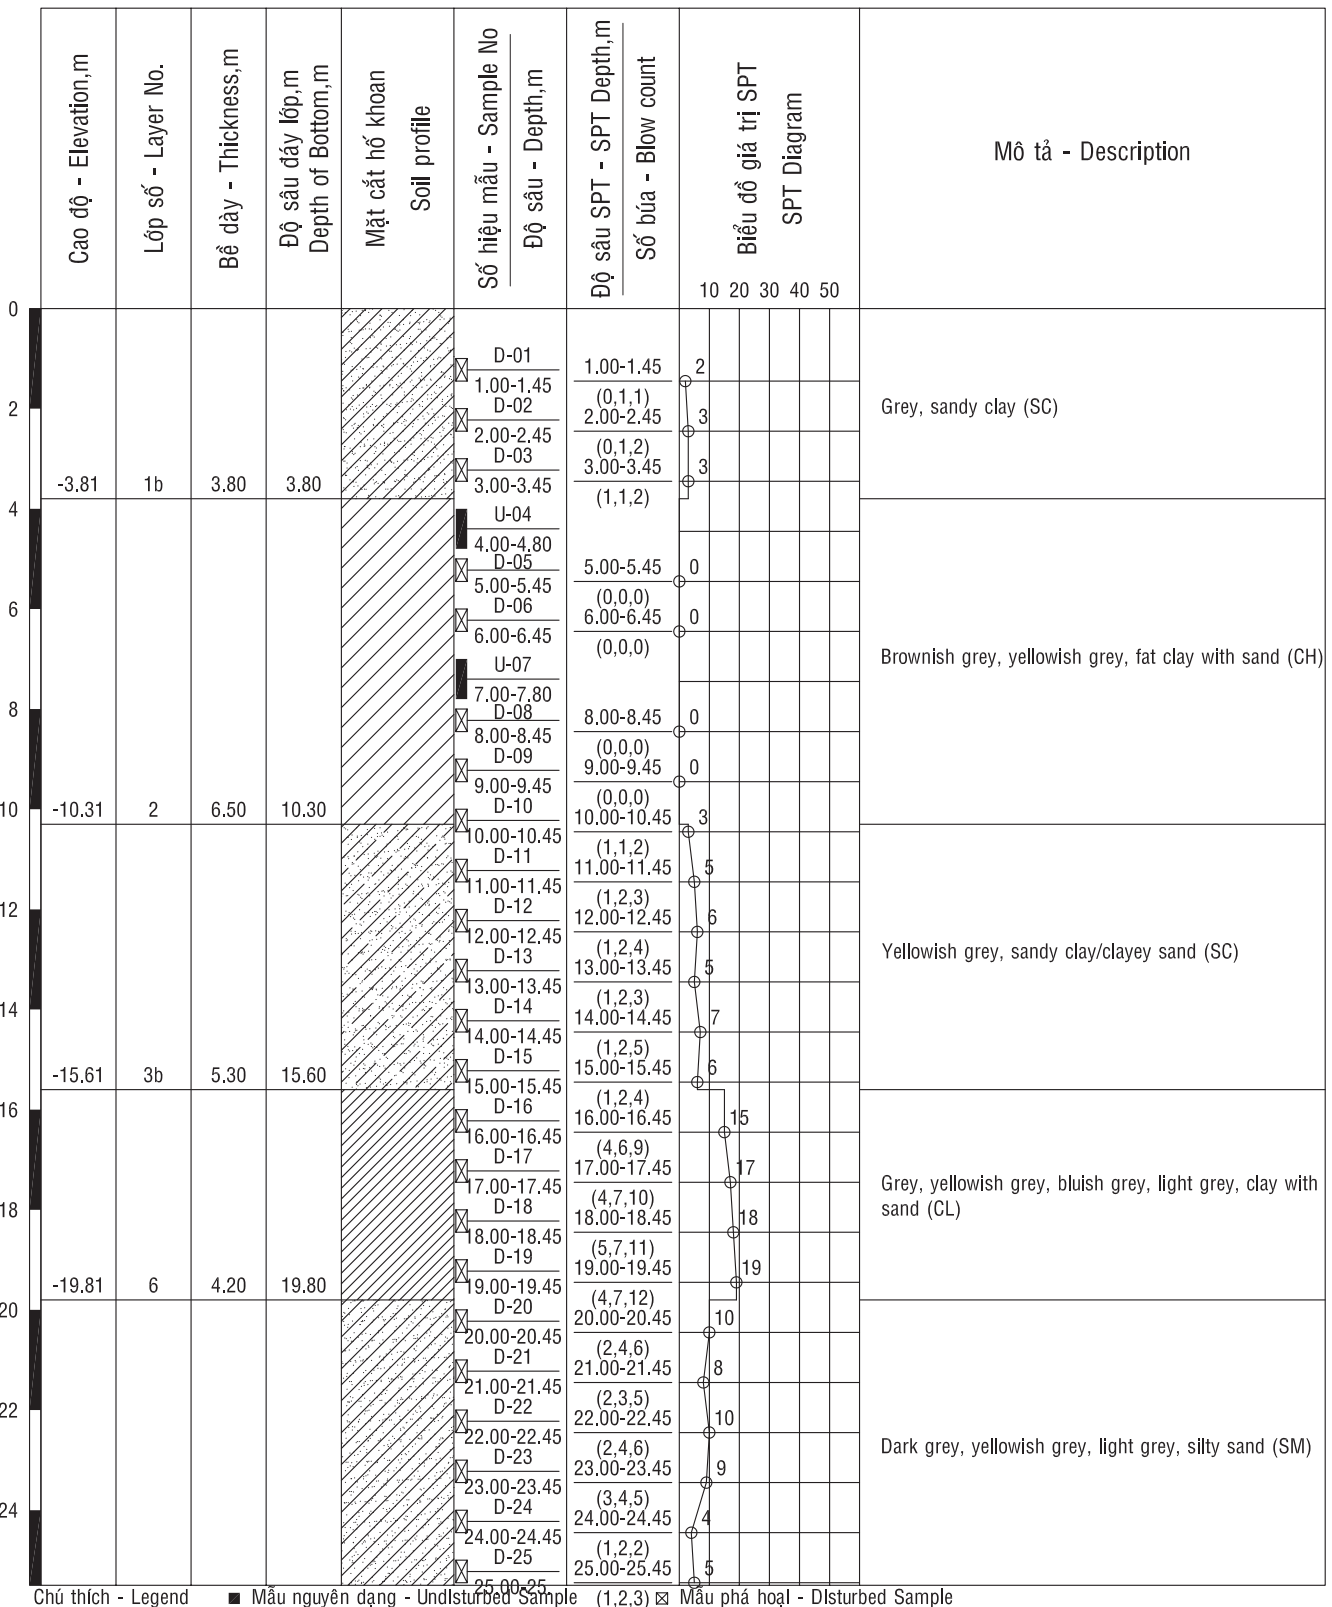 Cao độ - Elevation,m
Lớp số - Layer No.
Bề dày - Thickness,m
Độ sâu đáy lớp,m
Depth of Bottom,m
Mặt cắt hố khoan
Soil profile
Số hiệu mẫu - Sample No
Độ sâu - Depth,m
Độ sâu SPT - SPT Depth,m
Số búa - Blow count
Biểu đồ giá trị SPT
SPT Diagram
Mô tả - Description
10 20 30 40 50
0
D-01
1.00-1.45 2
1.00-1.45
(0,1,1)
2
D-02
2.00-2.45 3
Grey, sandy clay (SC)
2.00-2.45
(0,1,2)
D-03
3.00-3.45 3
-3.81 1b 3.80 3.80
3.00-3.45
(1,1,2)
4
U-04
4.00-4.80
D-05
5.00-5.45 0
5.00-5.45
(0,0,0)
6
D-06
6.00-6.45 0
6.00-6.45
(0,0,0)
Brownish grey, yellowish grey, fat clay with sand (CH)
U-07
7.00-7.80
8
D-08
8.00-8.45 0
8.00-8.45
(0,0,0)
D-09
9.00-9.45 0
9.00-9.45
(0,0,0)
10
-10.31 2 6.50 10.30
D-10
10.00-10.45 3
10.00-10.45
(1,1,2)
D-11
11.00-11.45 5
11.00-11.45
(1,2,3)
12
D-12
12.00-12.45 6
12.00-12.45
(1,2,4)
Yellowish grey, sandy clay/clayey sand (SC)
D-13
13.00-13.45 5
13.00-13.45
(1,2,3)
14
D-14
14.00-14.45 7
14.00-14.45
(1,2,5)
D-15
15.00-15.45 6
-15.61 3b 5.30 15.60
15.00-15.45
(1,2,4)
16
D-16
16.00-16.45 15
16.00-16.45
(4,6,9)
D-17
17.00-17.45 17
17.00-17.45
(4,7,10)
Grey, yellowish grey, bluish grey, light grey, clay with
sand (CL)
18
D-18
18.00-18.45 18
18.00-18.45
(5,7,11)
D-19
19.00-19.45 19
-19.81 6 4.20 19.80
19.00-19.45
(4,7,12)
20
D-20
20.00-20.45 10
20.00-20.45
(2,4,6)
D-21
21.00-21.45 8
21.00-21.45
(2,3,5)
22
D-22
22.00-22.45 10
22.00-22.45
(2,4,6)
Dark grey, yellowish grey, light grey, silty sand (SM)
D-23
23.00-23.45 9
23.00-23.45
(3,4,5)
24
D-24
24.00-24.45 4
24.00-24.45
(1,2,2)
D-25
25.00-25.45 5
25.00-25.
(1,2,3)
Chú thích - Legend Mẫu nguyên dạng - Undisturbed Sample Mẫu phá hoại - Disturbed Sample